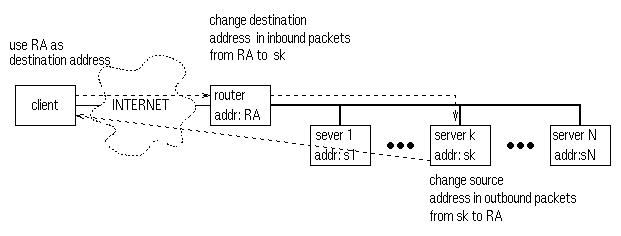 change destination
address in inbound packets
from RA to sk
use RA as
destination address
client
INTERNET
router
addr: RA
sever 1
addr: s1
server k
addr: sk
server N
addr:sN
change source
address in outbound packets
from sk to RA